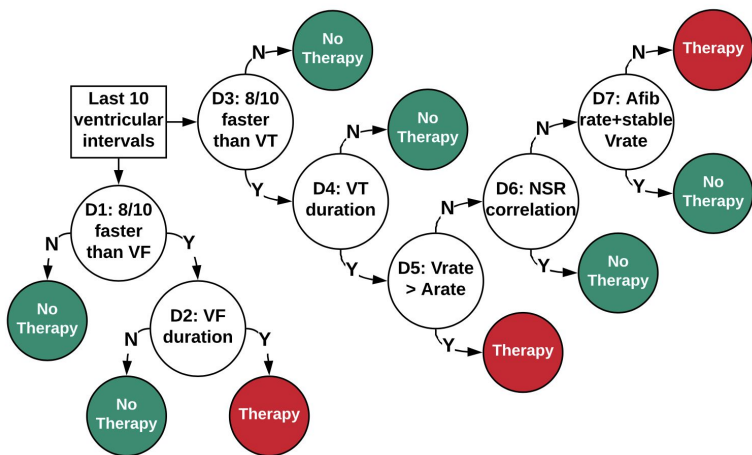 Last 10
ventricular
intervals
D1: 8/10
faster
than VF
N
No
Therapy
Y
D2: VF
duration
N
No
Therapy
Y
Therapy
D3: 8/10
faster
than VT
N
No
Therapy
Y
D4: VT
duration
N
No
Therapy
Y
D5: Vrate
> Arate
Y
Therapy
N
D6: NSR
correlation
Y
No
Therapy
N
D7: Afib
rate+stable
Vrate
N
Therapy
Y
No
Therapy